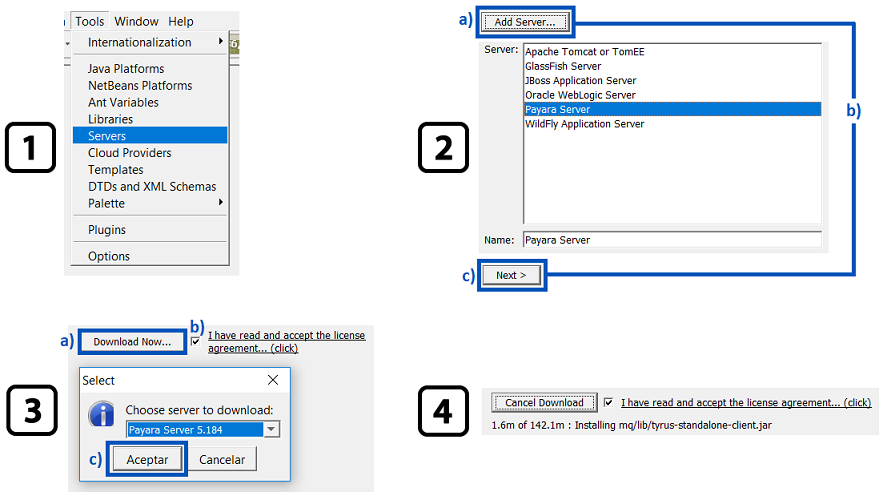 Tools Window Help
Internationalization
Java Platforms
NetBeans Platforms
Ant Variables
Libraries
Servers
Cloud Providers
Templates
DTDs and XML Schemas
Palette
Plugins
Options
1
a) Add Server...
Server:
Apache Tomcat or TomEE
GlassFish Server
JBoss Application Server
Oracle WebLogic Server
Payara Server
WildFly Application Server
b)
2
Name: Payara Server
c) Next >
a) Download Now...
b) I have read and accept the license
agreement... (click)
Select
Choose server to download:
Payara Server 5.184
c) Aceptar Cancelar
3
4
Cancel Download I have read and accept the license agreement... (click)
1.6m of 142.1m : Installing mq/lib/tyrus-standalone-client.jar